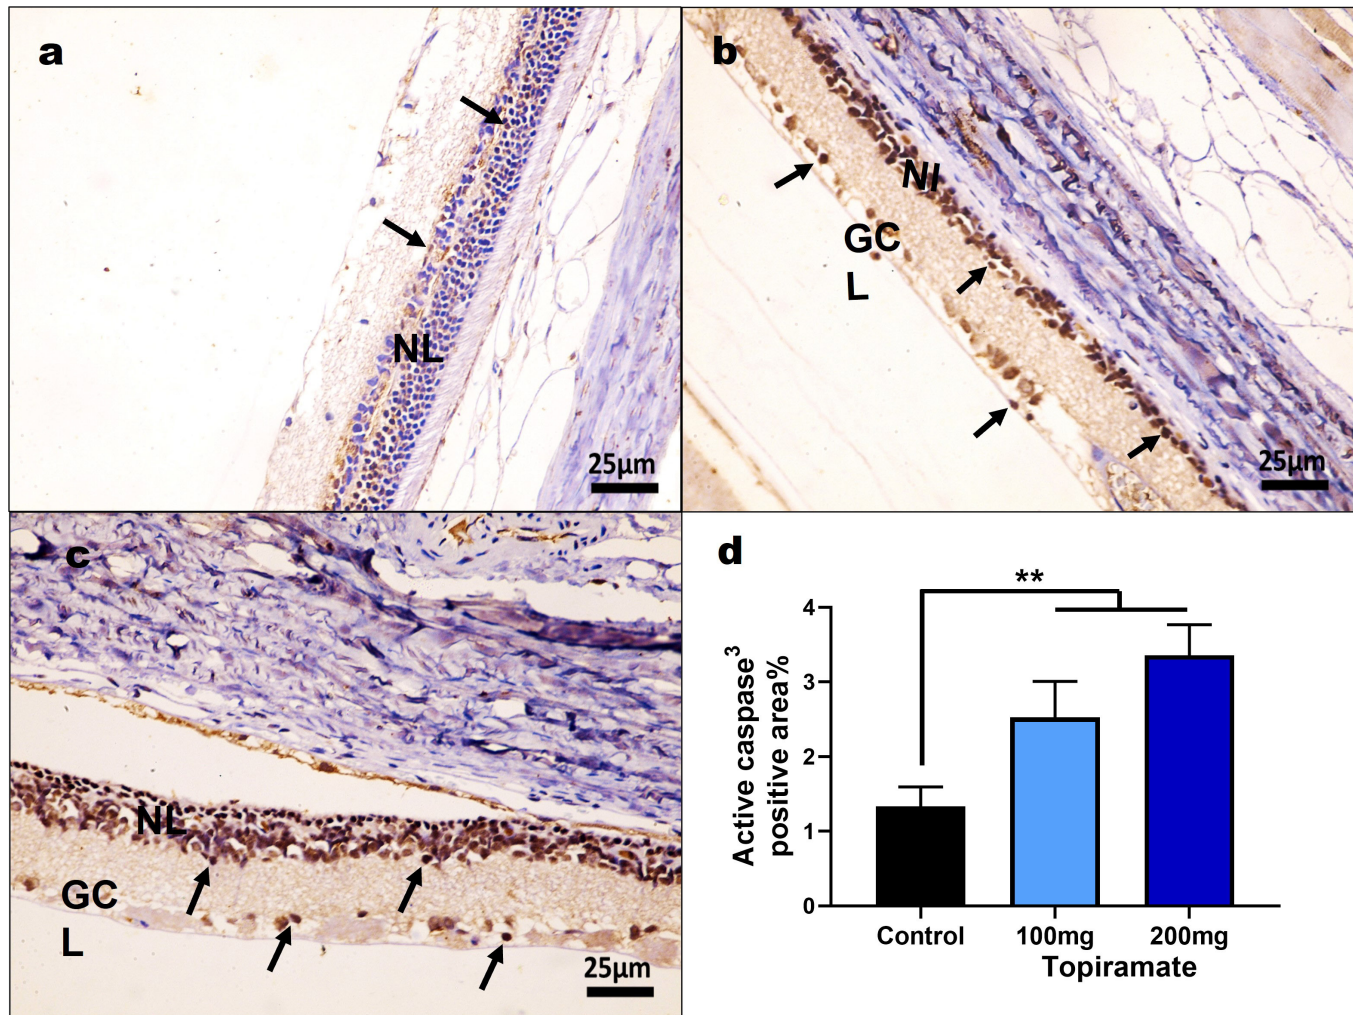 a
NL
25μm
b
NI
GC
L
25μm
c
NL
GC
L
25μm
d
**
Active caspase³
positive area%
4
3
2
1
0
Control
100mg
200mg
Topiramate